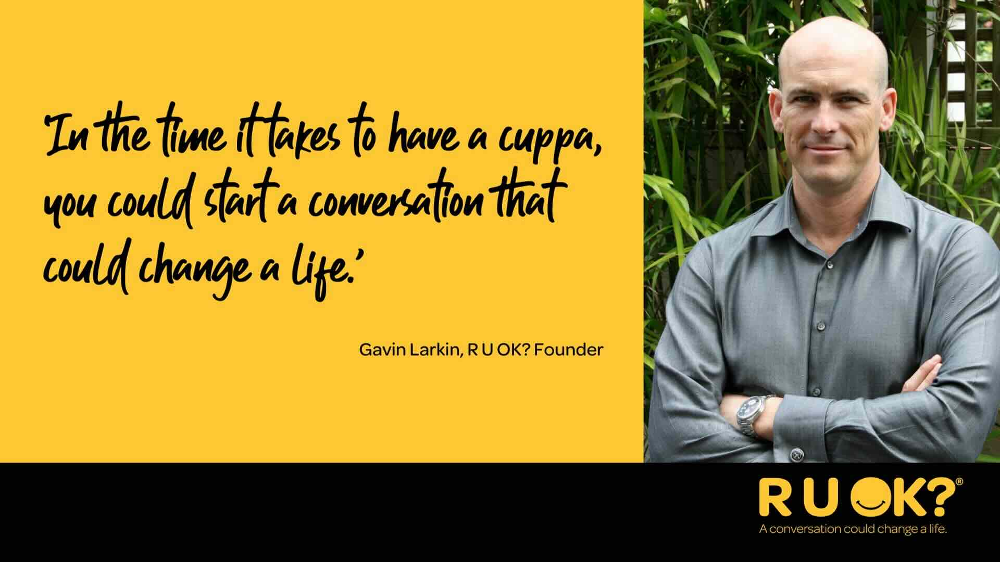 'In the time it takes to have a cuppa,
you could start a conversation that
could change a life.'
Gavin Larkin, R U OK? Founder
R U OK?®
A conversation could change a life.